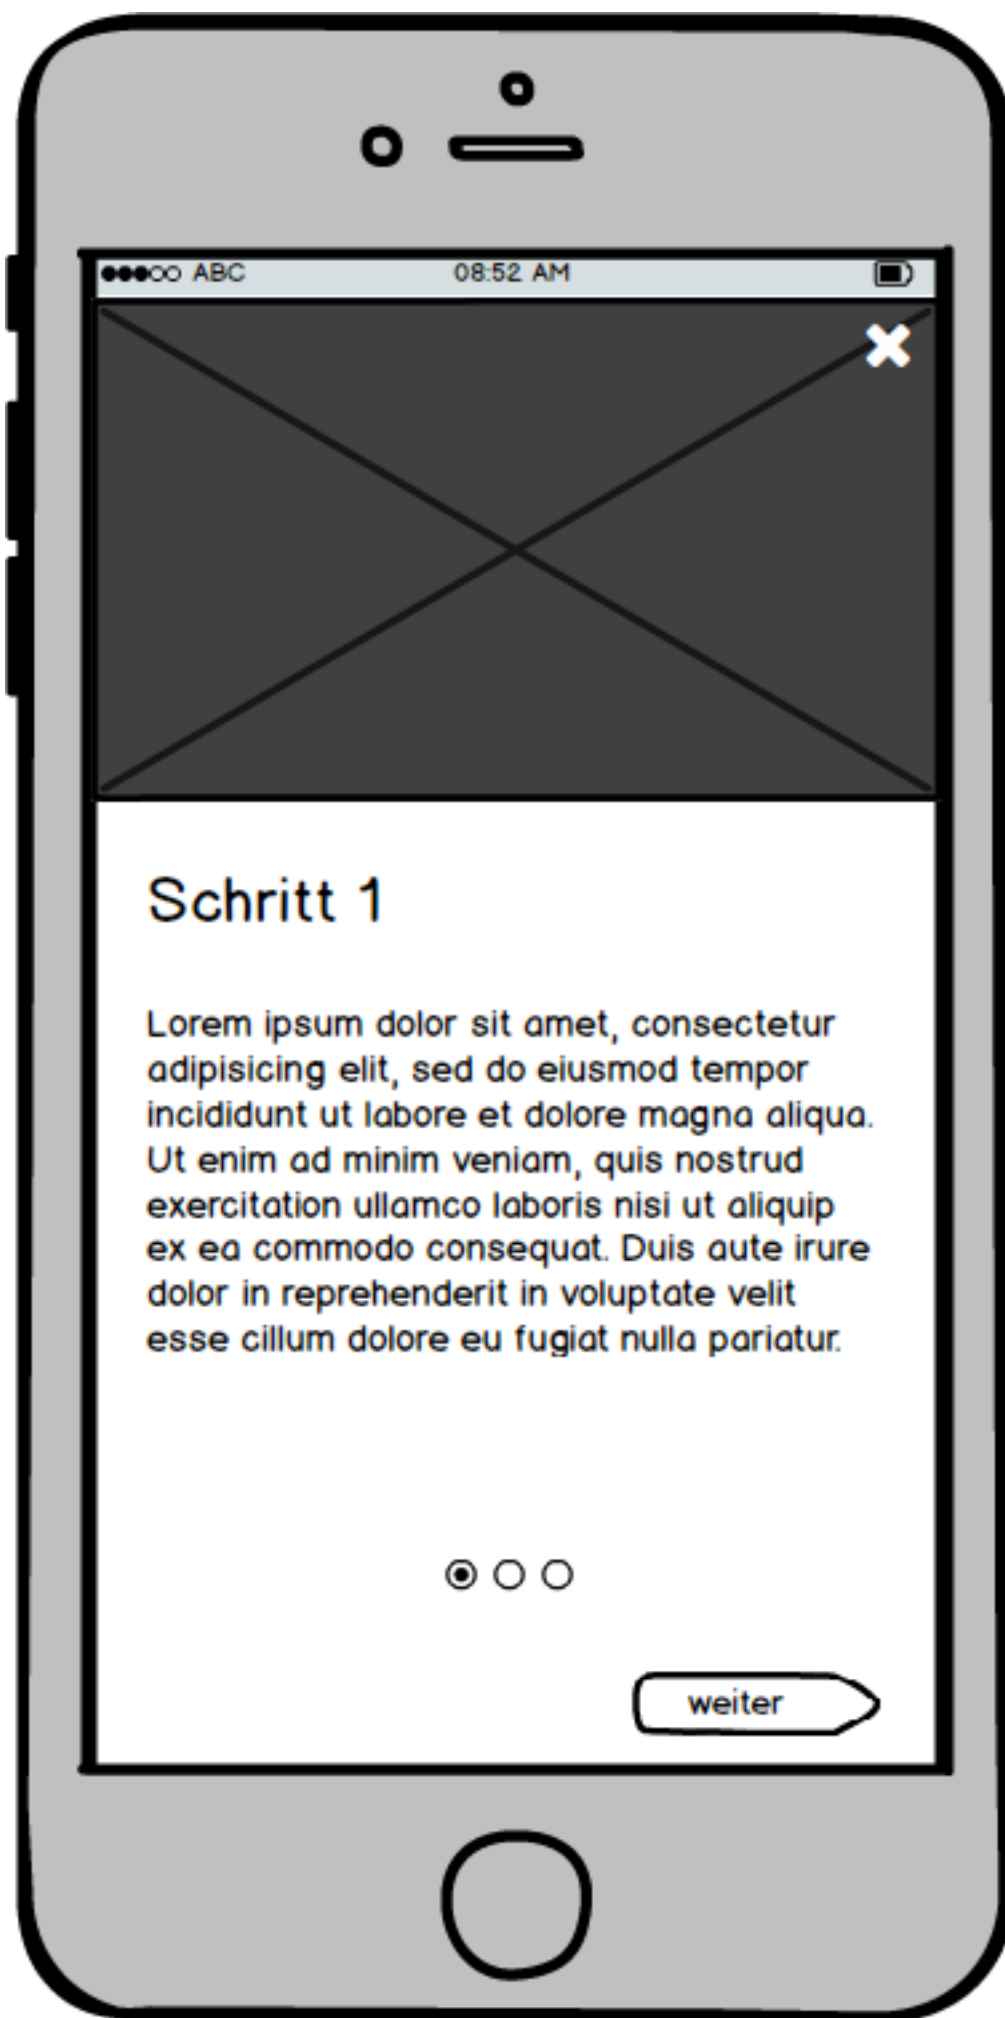 ABC 08:52 AM
Schritt 1
Lorem ipsum dolor sit amet, consectetur
adipisicing elit, sed do eiusmod tempor
incididunt ut labore et dolore magna aliqua.
Ut enim ad minim veniam, quis nostrud
exercitation ullamco laboris nisi ut aliquip
ex ea commodo consequat. Duis aute irure
dolor in reprehenderit in voluptate velit
esse cillum dolore eu fugiat nulla pariatur.
weiter